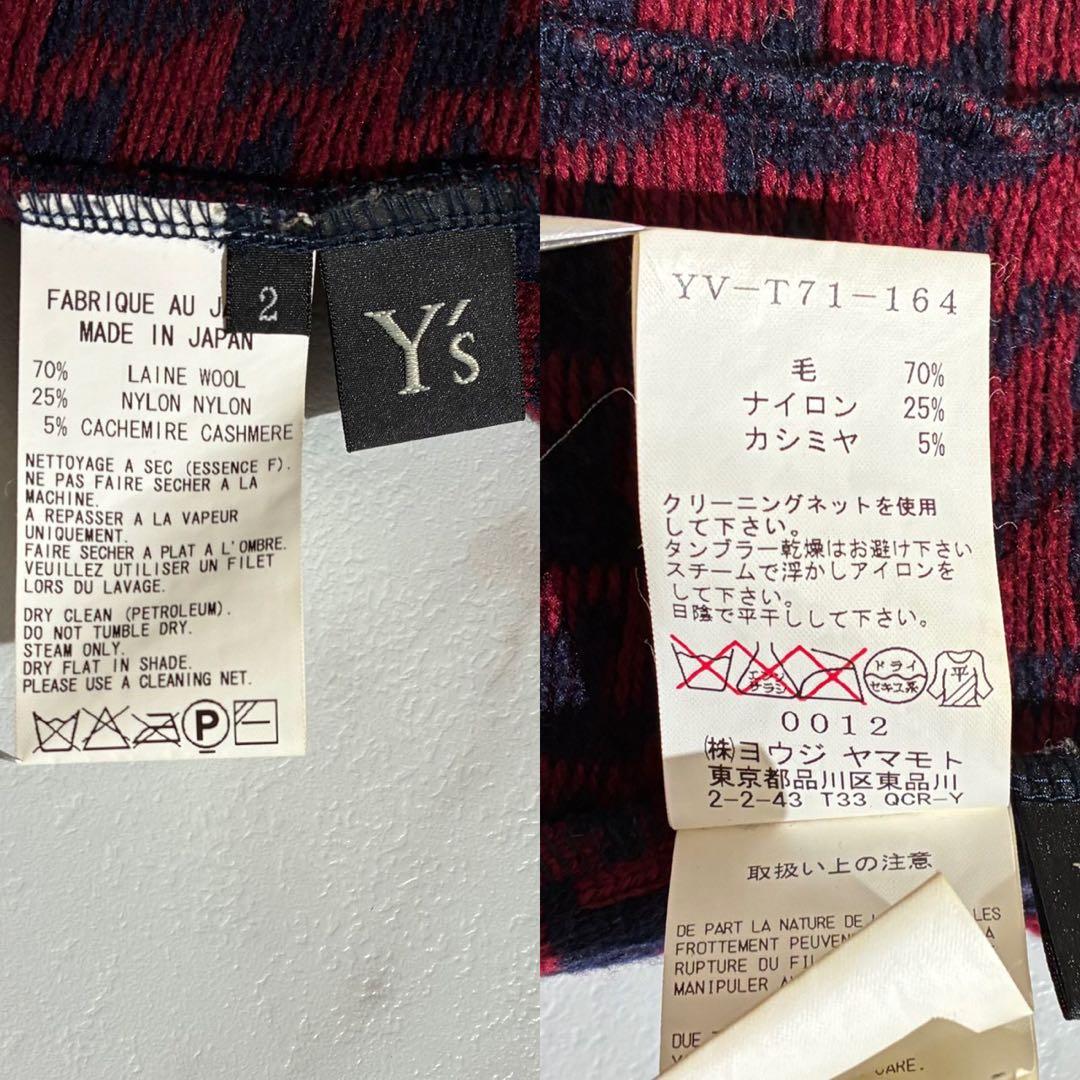 FABRIQUE AU
MADE IN JAPAN
70% LAINE WOOL
25% NYLON NYLON
5% CACHEMIRE CASHMERE
NETTOYAGE A SEC (ESSENCE F).
NE PAS FAIRE SECHER A LA
MACHINE.
A REPASSER A LA VAPEUR
UNIQUEMENT.
FAIRE SECHER A PLAT A L'OMBRE.
VEUILLEZ UTILISER UN FILET
LORS DU LAVAGE.
DRY CLEAN (PETROLEUM).
DO NOT TUMBLE DRY.
STEAM ONLY.
DRY FLAT IN SHADE.
PLEASE USE A CLEANING NET.
P
2
Y's
YV-T71-164
毛 70%
ナイロン 25%
カシミヤ 5%
クリーニングネットを使用
して下さい。
タンブラー乾燥はお避け下さい
スチームで浮かしアイロンを
して下さい。
日陰で平干しして下さい。
エンソ サラシ
ドライ
セキユ系
平
0012
㈱ヨウジ ヤマモト
東京都品川区東品川
2-2-43 T33 QCR-Y
取扱い上の注意
DE PART LA NATURE DE
FROTTEMENT
RUPTURE DU
MANIPULER
DUE
CARE.